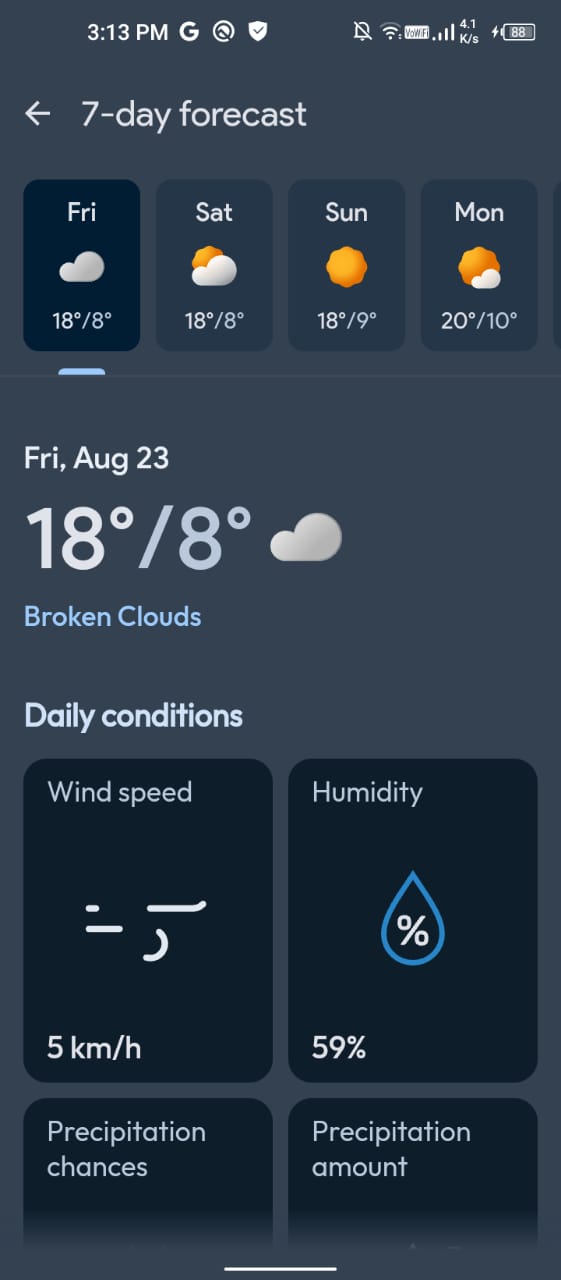 3:13 PM G
VoWiFi 4.1 K/s 88
7-day forecast
Fri Sat Sun Mon
18°/8° 18°/8° 18°/9° 20°/10°
Fri, Aug 23
18°/8°
Broken Clouds
Daily conditions
Wind speed Humidity
%
5 km/h 59%
Precipitation chances Precipitation amount